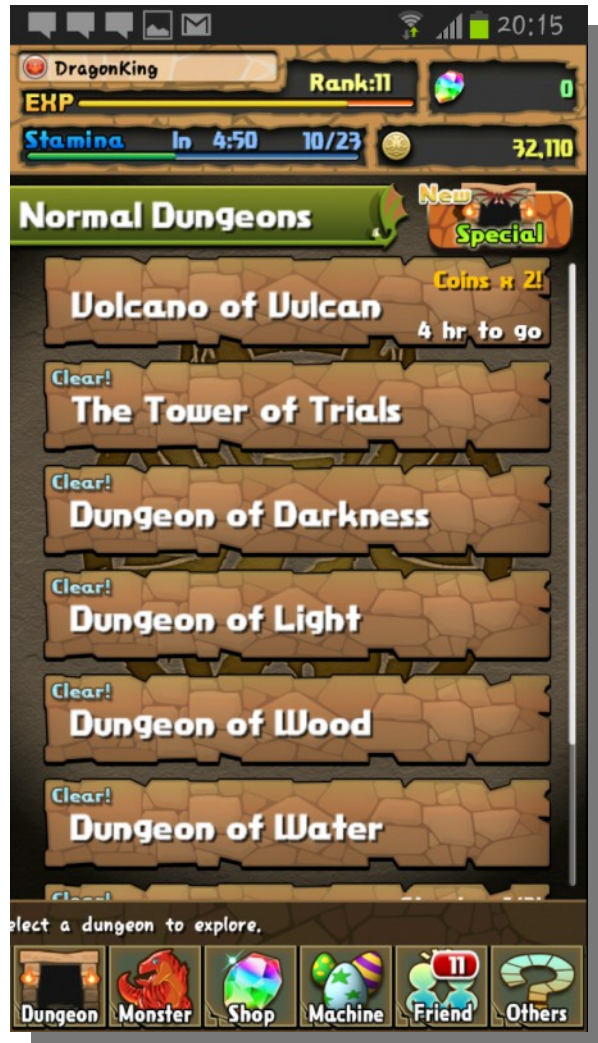 20:15
DragonKing
Rank:11
0
EXP
Stamina In 4:50 10/23
32,110
Normal Dungeons
New
Special
Coins x 2!
Volcano of Vulcan
4 hr to go
Clear!
The Tower of Trials
Clear!
Dungeon of Darkness
Clear!
Dungeon of Light
Clear!
Dungeon of Wood
Clear!
Dungeon of Water
Clear!
elect a dungeon to explore.
11
Dungeon Monster Shop Machine Friend Others